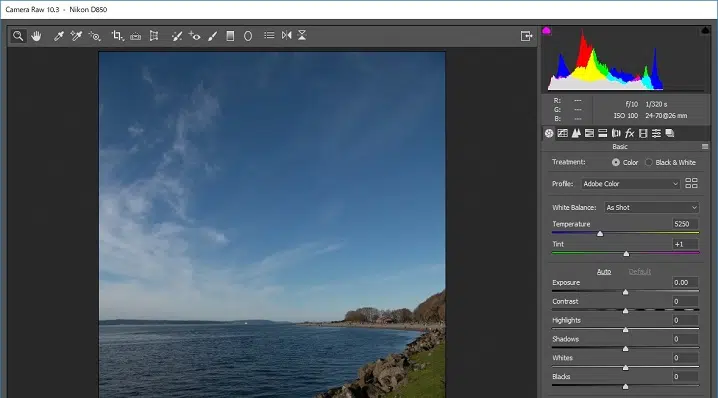 Camera Raw 10.3 - Nikon D850
R: ---
G: ---
B: ---
f/10 1/320 s
ISO 100 24-70@26 mm
fx
Basic
Treatment: Color Black & White
Profile: Adobe Color
White Balance: As Shot
Temperature 5250
Tint +1
Auto Default
Exposure 0.00
Contrast 0
Highlights 0
Shadows 0
Whites 0
Blacks 0